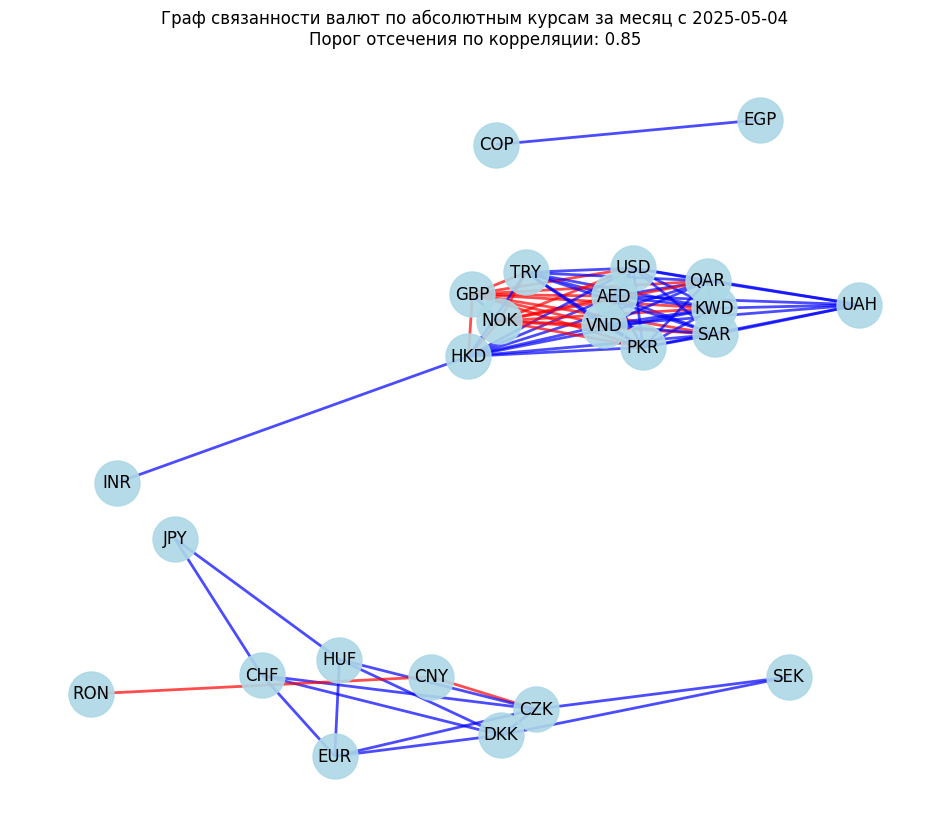 Граф связанности валют по абсолютным курсам за месяц с 2025-05-04
Порог отсечения по корреляции: 0.85
EGP
COP
USD
TRY
QAR
GBP
AED
UAH
KWD
NOK
VND
SAR
PKR
HKD
INR
JPY
HUF
CHF
CNY
SEK
RON
CZK
DKK
EUR